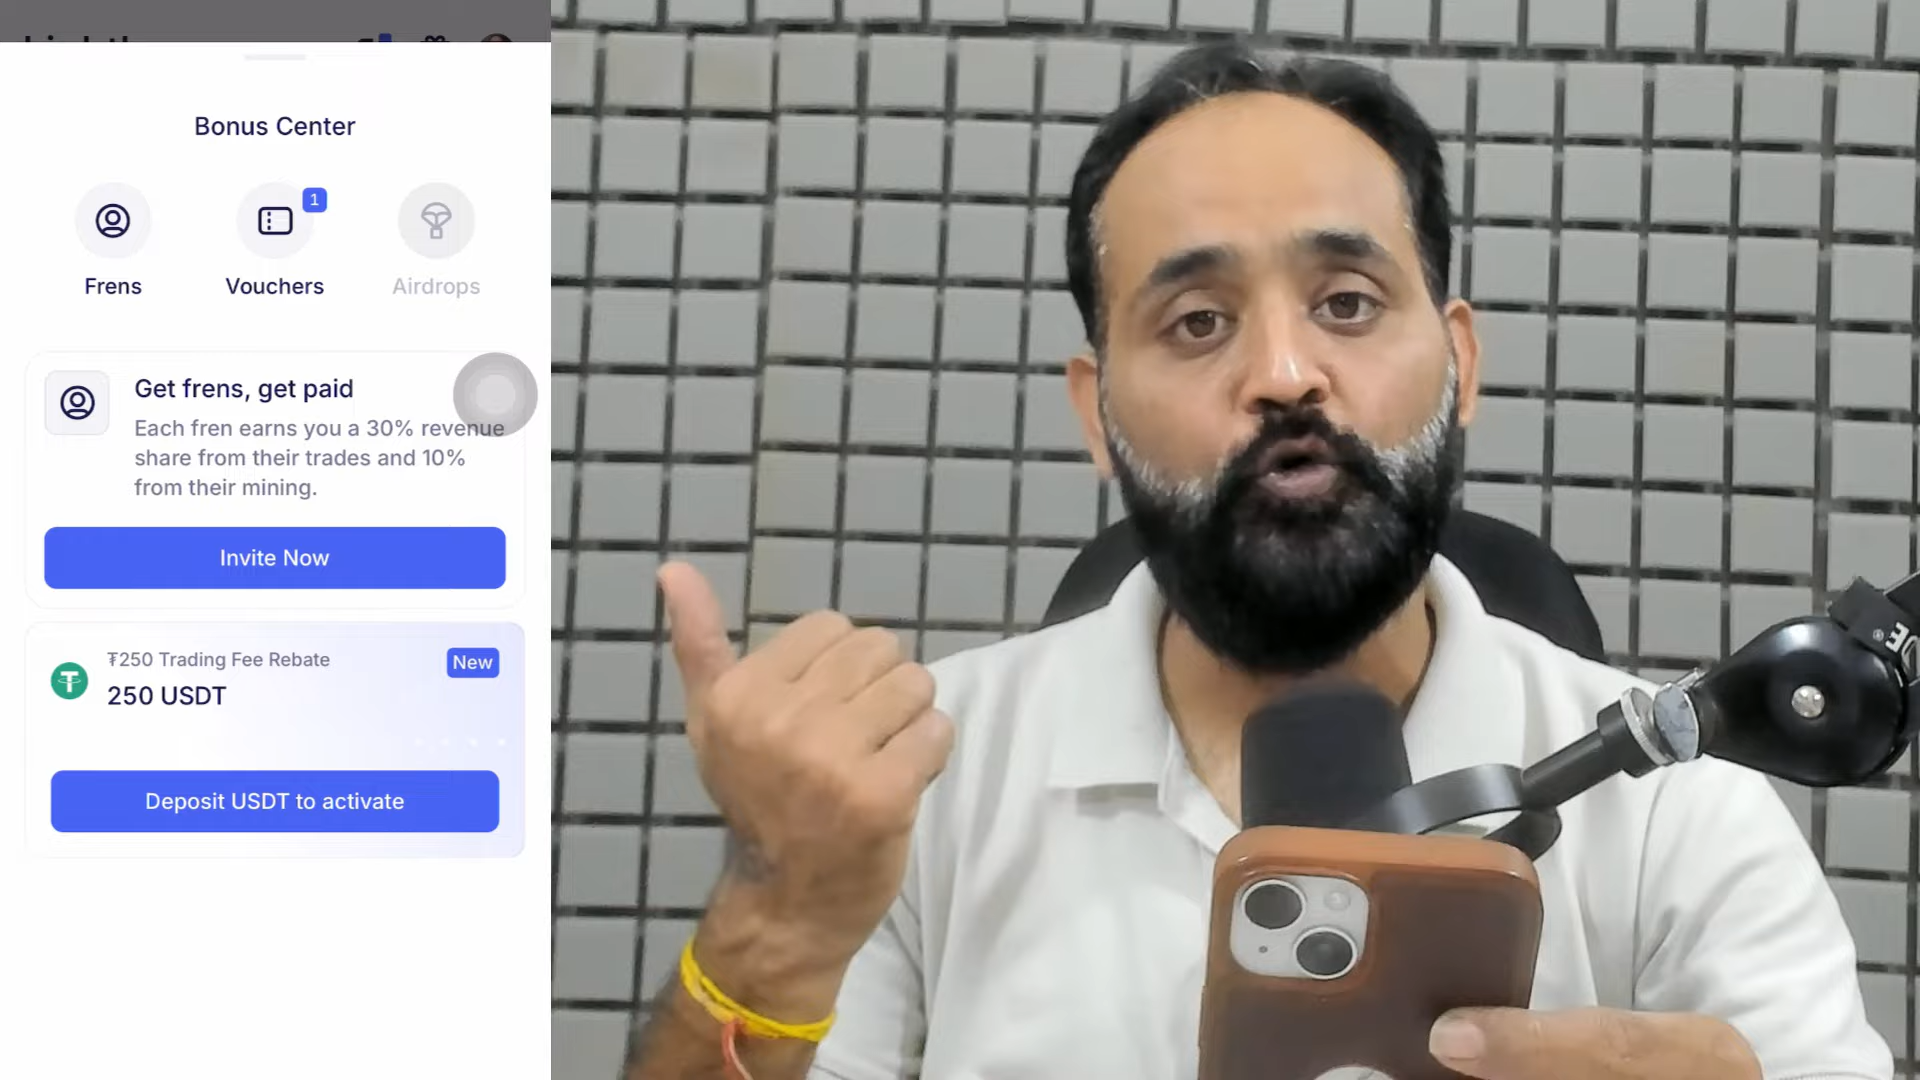 Bonus Center
1
Frens
Vouchers
Airdrops
Get frens, get paid
Each fren earns you a 30% revenue
share from their trades and 10%
from their mining.
Invite Now
₮250 Trading Fee Rebate
New
250 USDT
Deposit USDT to activate